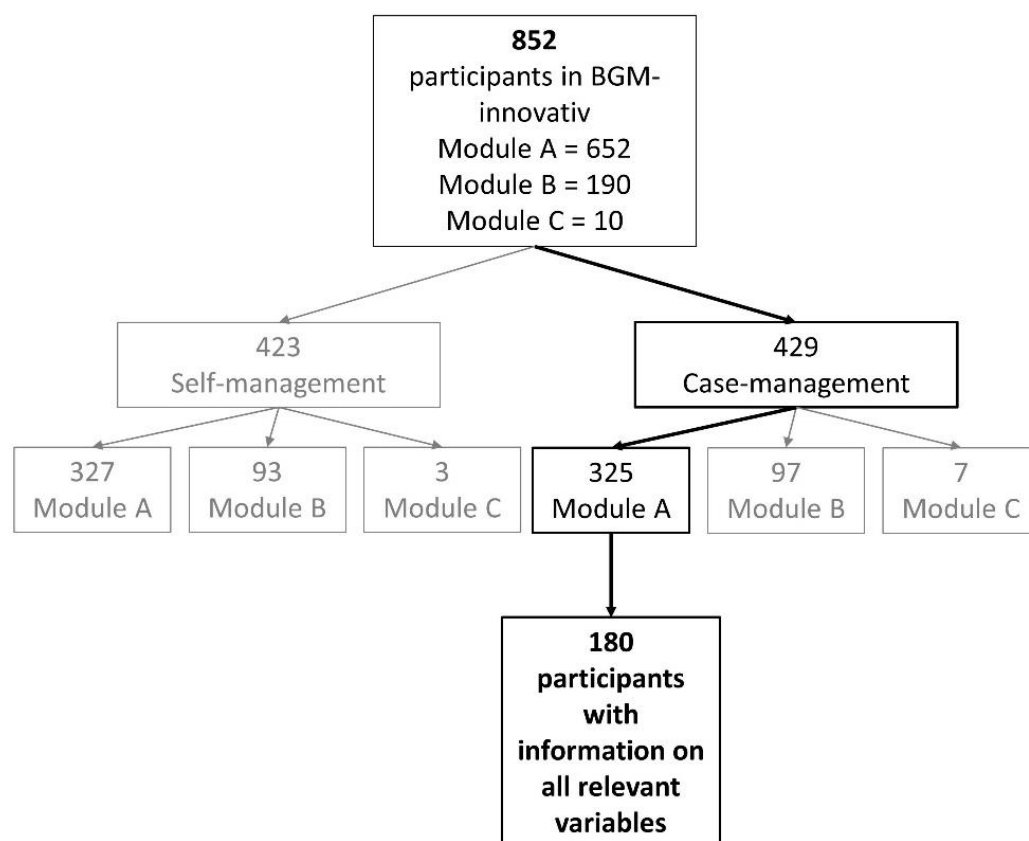 852
participants in BGM-
innovativ
Module A = 652
Module B = 190
Module C = 10
423
Self-management
429
Case-management
327
Module A
93
Module B
3
Module C
325
Module A
97
Module B
7
Module C
180
participants
with
information on
all relevant
variables